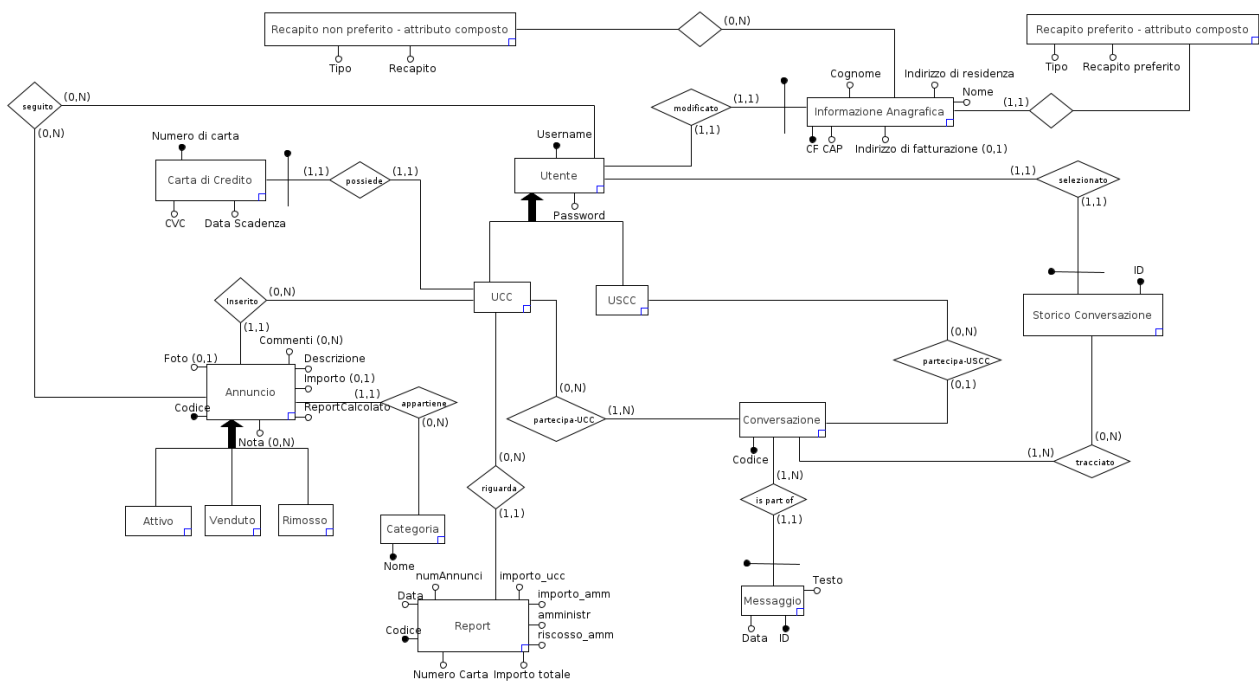 Recapito non preferito - attributo composto
(0,N)
(1,1)
Recapito preferito - attributo composto
Tipo
Recapito
Tipo
Recapito preferito
Cognome
Indirizzo di residenza
Nome
seguito
(0,N)
(0,N)
modificato
(1,1)
(1,1)
Informazione Anagrafica
(1,1)
CF
CAP
Indirizzo di fatturazione (0,1)
Numero di carta
Carta di Credito
(1,1)
possiede
(1,1)
CVC
Data Scadenza
Username
Utente
Password
(1,1)
selezionato
(1,1)
UCC
USCC
ID
Storico Conversazione
Inserito
(0,N)
(1,1)
Commenti (0,N)
Foto (0,1)
Descrizione
Annuncio
Importo (0,1)
(1,1)
ReportCalcolato
Codice
Nota (0,N)
appartiene
(0,N)
(0,N)
partecipa-UCC
(1,N)
(0,N)
partecipa-USCC
(0,1)
Conversazione
Codice
(1,N)
tracciato
(0,N)
(0,N)
riguarda
(1,1)
(1,N)
is part of
(1,1)
Attivo
Venduto
Rimosso
Categoria
Nome
numAnnunci
importo_ucc
Data
importo_amm
Codice
Report
amministr
riscosso_amm
Numero Carta
Importo totale
Messaggio
Testo
Data
ID